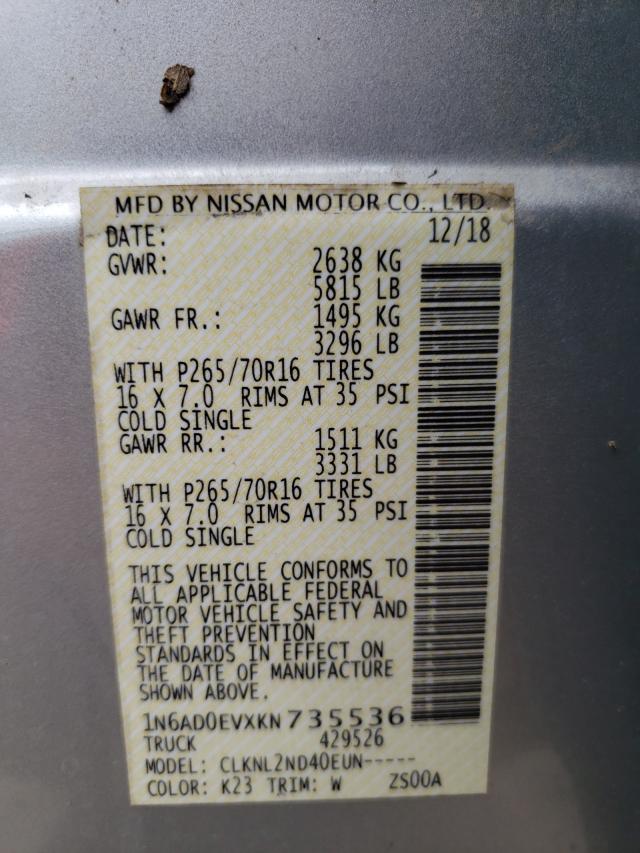 MFD BY NISSAN MOTOR CO., LTD.
DATE: 12/18
GVWR: 2638 KG
5815 LB
GAWR FR.: 1495 KG
3296 LB
WITH P265/70R16 TIRES
16 X 7.0 RIMS AT 35 PSI
COLD SINGLE
GAWR RR.: 1511 KG
3331 LB
WITH P265/70R16 TIRES
16 X 7.0 RIMS AT 35 PSI
COLD SINGLE
THIS VEHICLE CONFORMS TO
ALL APPLICABLE FEDERAL
MOTOR VEHICLE SAFETY AND
THEFT PREVENTION
STANDARDS IN EFFECT ON
THE DATE OF MANUFACTURE
SHOWN ABOVE.
1N6AD0EVXKN735536
TRUCK 429526
MODEL: CLKNL2ND40EUN-----
COLOR: K23 TRIM: W ZS00A